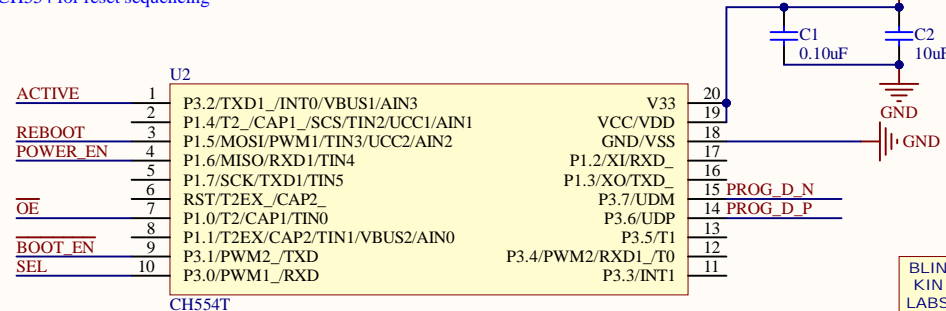 CH554 for reset sequencing
C1
0.10uF
C2
10uF
GND
GND
U2
ACTIVE 1 P3.2/TXD1_/INT0/VBUS1/AIN3 V33 20
2 P1.4/T2_/CAP1_/SCS/TIN2/UCC1/AIN1 VCC/VDD 19
REBOOT 3 P1.5/MOSI/PWM1/TIN3/UCC2/AIN2 GND/VSS 18
POWER_EN 4 P1.6/MISO/RXD1/TIN4 P1.2/XI/RXD_ 17
5 P1.7/SCK/TXD1/TIN5 P1.3/XO/TXD_ 16
6 RST/T2EX_/CAP2_ P3.7/UDM 15 PROG_D_N
OE 7 P1.0/T2/CAP1/TIN0 P3.6/UDP 14 PROG_D_P
8 P1.1/T2EX/CAP2/TIN1/VBUS2/AIN0 P3.5/T1 13
BOOT_EN 9 P3.1/PWM2_/TXD P3.4/PWM2/RXD1_/T0 12
SEL 10 P3.0/PWM1_/RXD P3.3/INT1 11
CH554T
BLIN
KIN
LABS